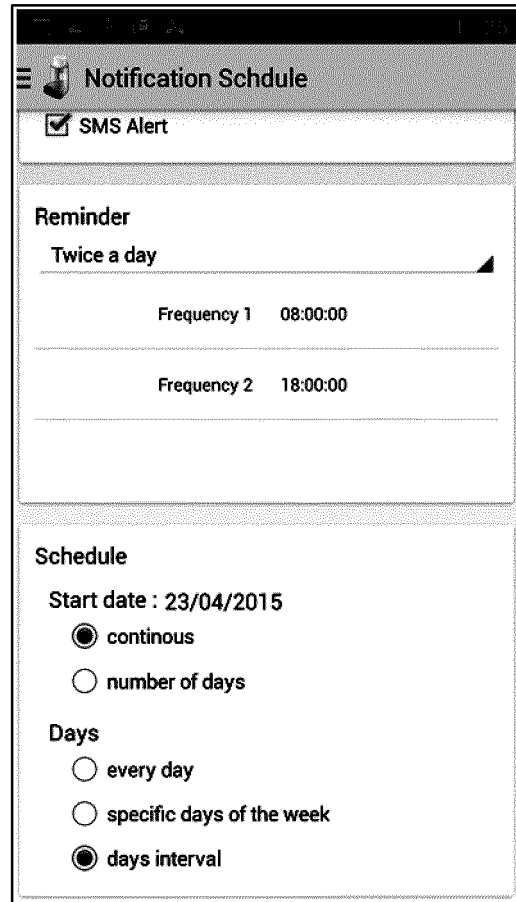 Notification Schdule
SMS Alert
Reminder
Twice a day
Frequency 1 08:00:00
Frequency 2 18:00:00
Schedule
Start date : 23/04/2015
continous
number of days
Days
every day
specific days of the week
days interval